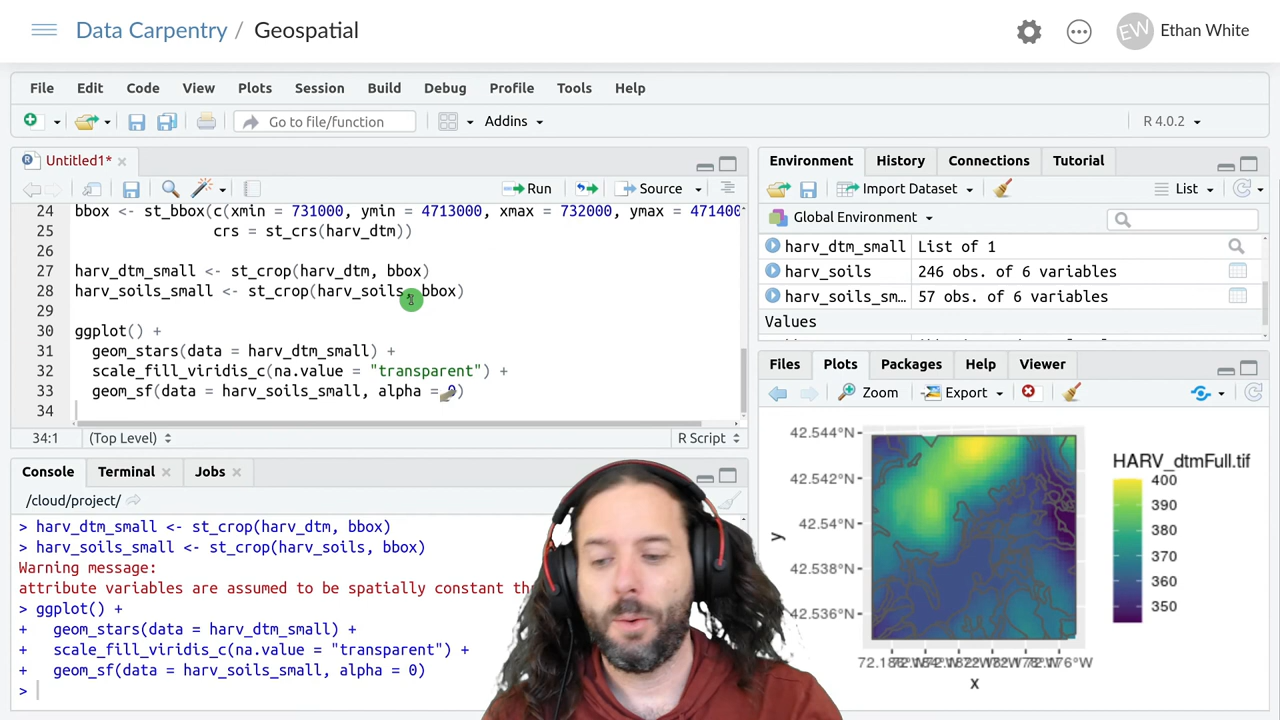 Data Carpentry / Geospatial
EW Ethan White
File Edit Code View Plots Session Build Debug Profile Tools Help
Go to file/function
Addins
R 4.0.2
Untitled1*
Run
Source
24 bbox <- st_bbox(c(xmin = 731000, ymin = 4713000, xmax = 732000, ymax = 471400
25 crs = st_crs(harv_dtm))
26
27 harv_dtm_small <- st_crop(harv_dtm, bbox)
28 harv_soils_small <- st_crop(harv_soils, bbox)
29
30 ggplot() +
31 geom_stars(data = harv_dtm_small) +
32 scale_fill_viridis_c(na.value = "transparent") +
33 geom_sf(data = harv_soils_small, alpha = 0)
34
34:1 (Top Level) R Script
Console Terminal Jobs
/cloud/project/
> harv_dtm_small <- st_crop(harv_dtm, bbox)
> harv_soils_small <- st_crop(harv_soils, bbox)
Warning message:
attribute variables are assumed to be spatially constant th
> ggplot() +
+ geom_stars(data = harv_dtm_small) +
+ scale_fill_viridis_c(na.value = "transparent") +
+ geom_sf(data = harv_soils_small, alpha = 0)
>
Environment History Connections Tutorial
Import Dataset
List
Global Environment
harv_dtm_small List of 1
harv_soils 246 obs. of 6 variables
harv_soils_sm… 57 obs. of 6 variables
Values
Files Plots Packages Help Viewer
Zoom
Export
42.544°N
42.542°N
42.54°N
42.538°N
42.536°N
y
x
HARV_dtmFull.tif
400
390
380
370
360
350